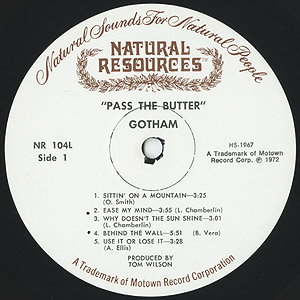 Natural Sounds For Natural People
NATURAL
RESOURCES™
"PASS THE BUTTER"
GOTHAM
NR 104L
Side 1
HS-1967
A Trademark of Motown
Record Corp. ℗ 1972
1. SITTIN' ON A MOUNTAIN—3:25
(O. Smith)
2. EASE MY MIND—3:55 (L. Chamberlin)
3. WHY DOESN'T THE SUN SHINE—3:01
(L. Chamberlin)
4. BEHIND THE WALL—5:51 (B. Vera)
5. USE IT OR LOSE IT—3:28
(A. Ellis)
PRODUCED BY
TOM WILSON
A Trademark of Motown Record Corporation